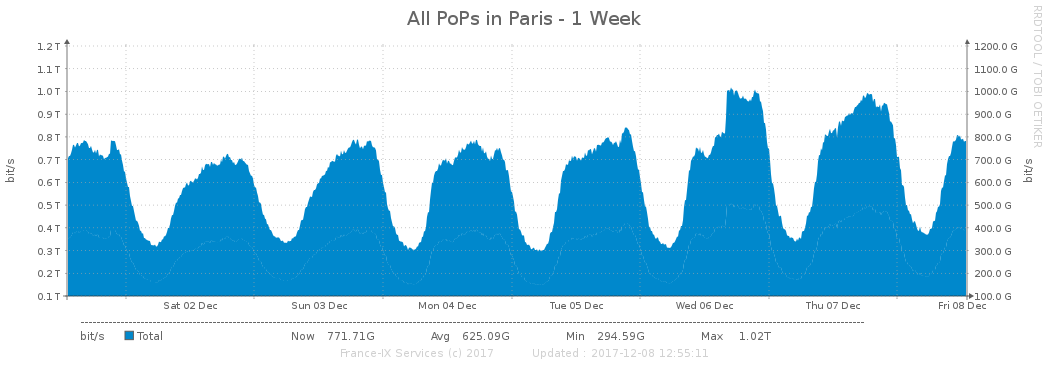 All PoPs in Paris - 1 Week
RRDTOOL / TOBI OETIKER
1.2 T
1.1 T
1.0 T
0.9 T
0.8 T
0.7 T
0.6 T
0.5 T
0.4 T
0.3 T
0.2 T
0.1 T
bit/s
1200.0 G
1100.0 G
1000.0 G
900.0 G
800.0 G
700.0 G
600.0 G
500.0 G
400.0 G
300.0 G
200.0 G
100.0 G
bit/s
Sat 02 Dec Sun 03 Dec Mon 04 Dec Tue 05 Dec Wed 06 Dec Thu 07 Dec Fri 08 Dec
bit/s Total Now 771.71G Avg 625.09G Min 294.59G Max 1.02T
France-IX Services (c) 2017 Updated : 2017-12-08 12:55:11